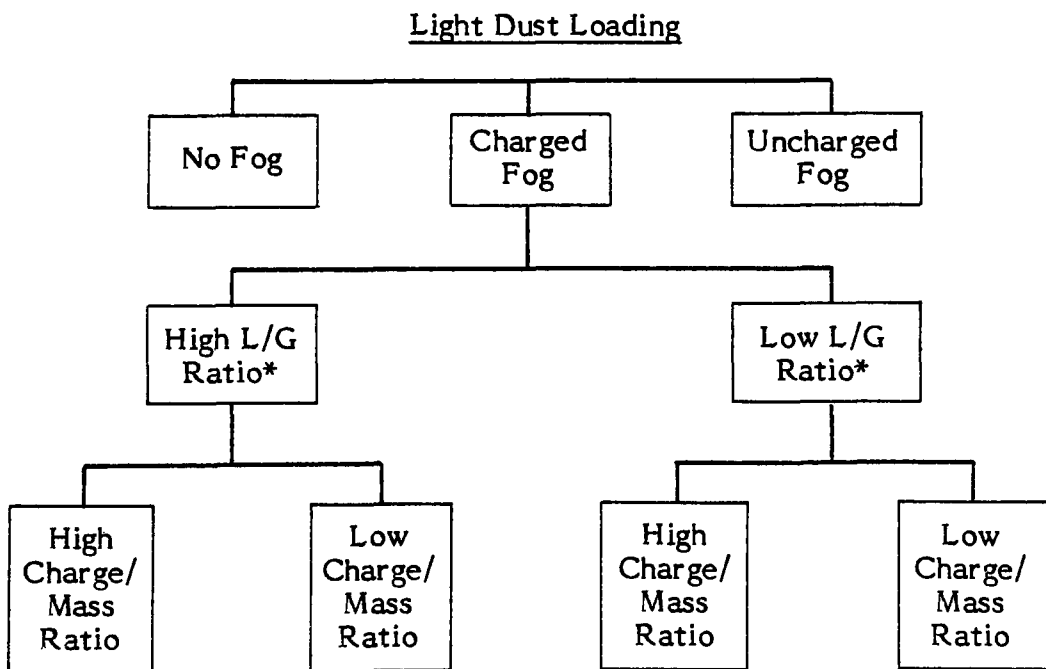 Light Dust Loading
No Fog
Charged
Fog
Uncharged
Fog
High L/G
Ratio*
Low L/G
Ratio*
High
Charge/
Mass
Ratio
Low
Charge/
Mass
Ratio
High
Charge/
Mass
Ratio
Low
Charge/
Mass
Ratio